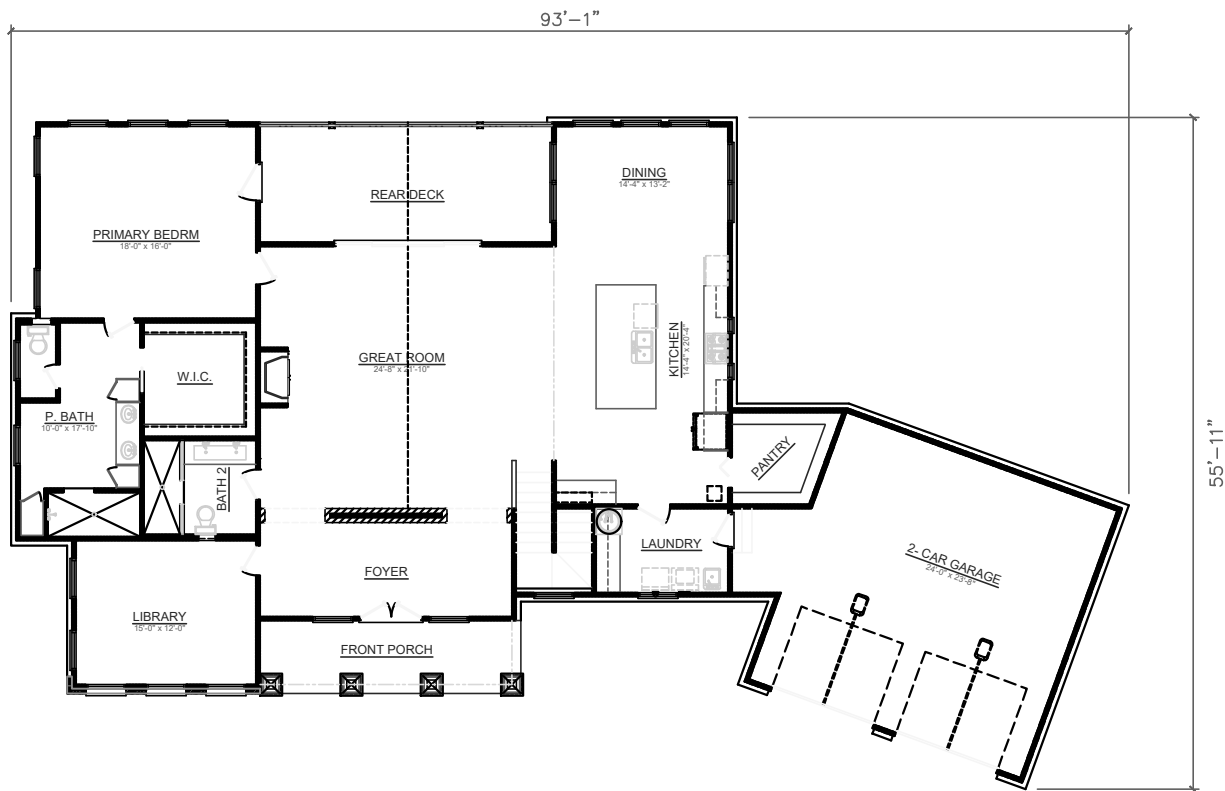 93'-1"
DINING
14'-4" x 13'-2"
REAR DECK
PRIMARY BEDRM
18'-0" x 16'-0"
GREAT ROOM
24'-8" x 21'-10"
KITCHEN
14'-4" x 20'-4"
W.I.C.
P. BATH
10'-0" x 17'-10"
BATH 2
PANTRY
55'-11"
LAUNDRY
2- CAR GARAGE
24'-0" x 23'-8"
FOYER
LIBRARY
15'-0" x 12'-0"
FRONT PORCH